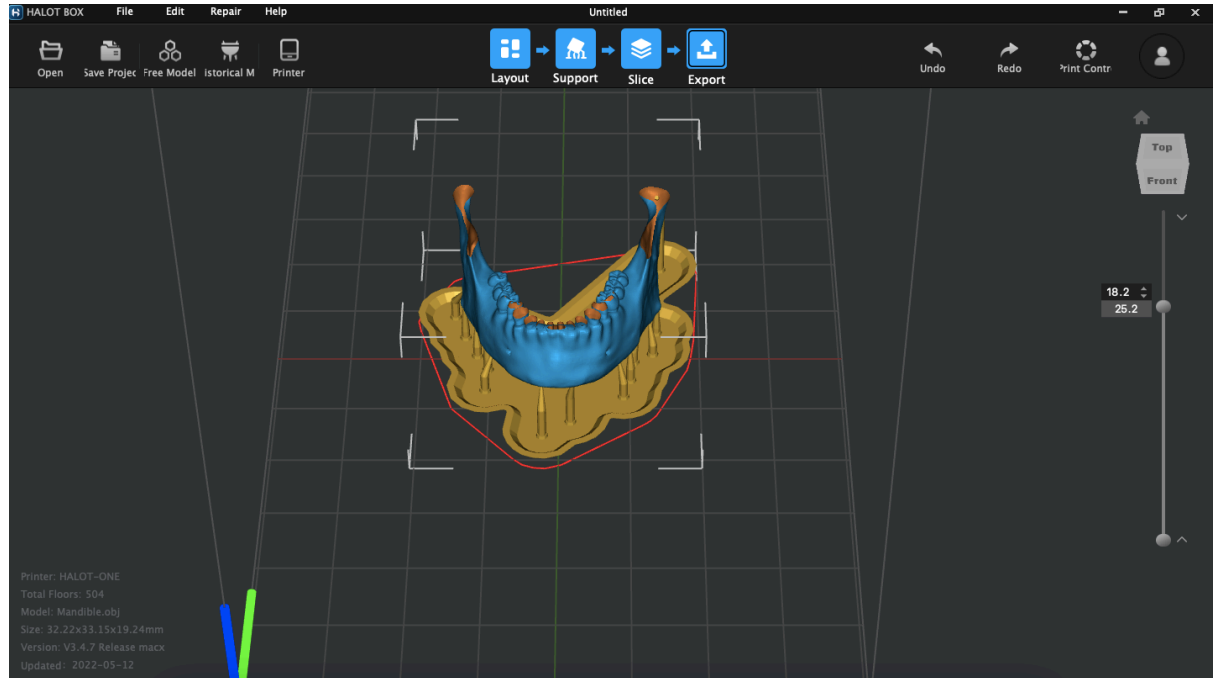 HALOT BOX File Edit Repair Help Untitled
Open Save Projec Free Model istorical M Printer Layout Support Slice Export Undo Redo Print Contr
Top
Front
18.2
25.2
Printer: HALOT-ONE
Total Floors: 504
Model: Mandible.obj
Size: 32.22x33.15x19.24mm
Version: V3.4.7 Release macx
Updated: 2022-05-12